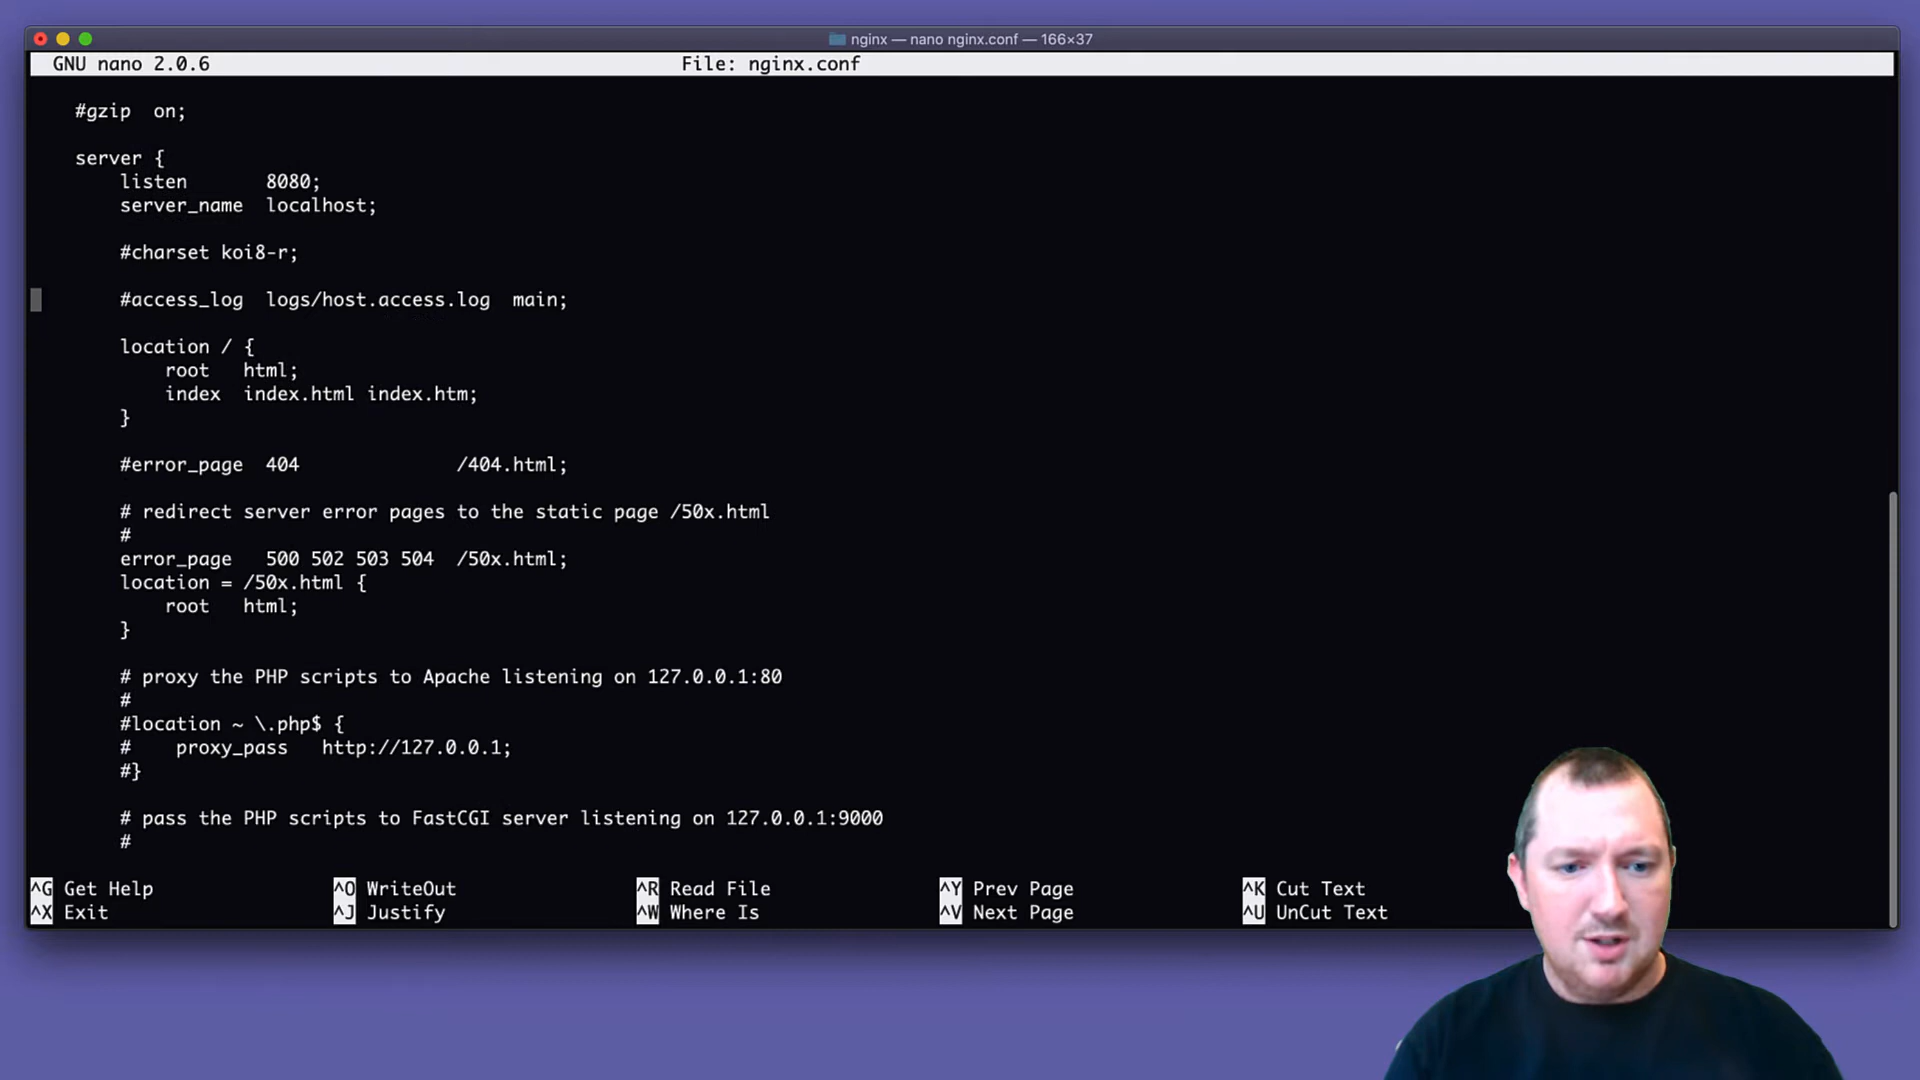 nginx — nano nginx.conf — 166×37
GNU nano 2.0.6 File: nginx.conf
#gzip on;
server {
listen 8080;
server_name localhost;
#charset koi8-r;
#access_log logs/host.access.log main;
location / {
root html;
index index.html index.htm;
}
#error_page 404 /404.html;
# redirect server error pages to the static page /50x.html
#
error_page 500 502 503 504 /50x.html;
location = /50x.html {
root html;
}
# proxy the PHP scripts to Apache listening on 127.0.0.1:80
#
#location ~ \.php$ {
# proxy_pass http://127.0.0.1;
#}
# pass the PHP scripts to FastCGI server listening on 127.0.0.1:9000
#
^G Get Help ^O WriteOut ^R Read File ^Y Prev Page ^K Cut Text
^X Exit ^J Justify ^W Where Is ^V Next Page ^U UnCut Text